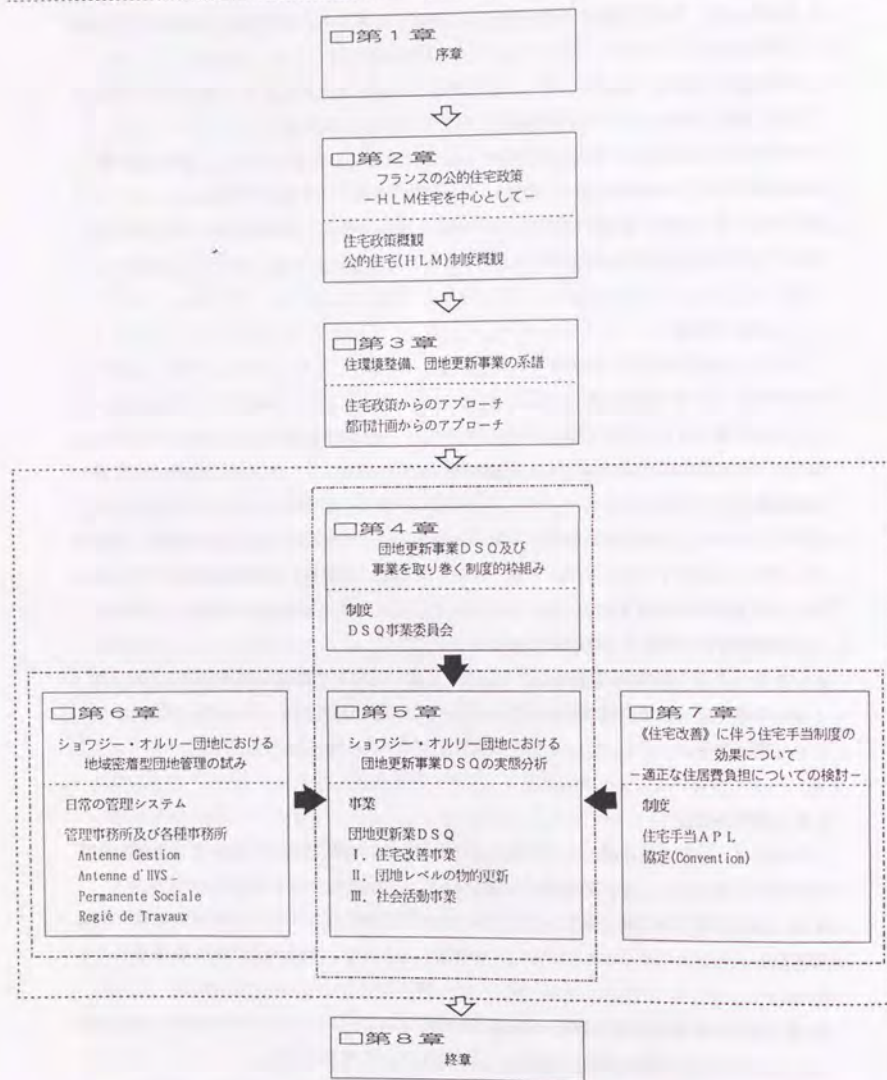 □第1章
序章
□第2章
フランスの公的住宅政策
－HLM住宅を中心として－
住宅政策概観
公的住宅(HLM)制度概観
□第3章
住環境整備、団地更新事業の系譜
住宅政策からのアプローチ
都市計画からのアプローチ
□第4章
団地更新事業DSQ及び
事業を取り巻く制度的枠組み
制度
DSQ事業委員会
□第6章
ショワジー・オルリー団地における
地域密着型団地管理の試み
日常の管理システム
管理事務所及び各種事務所
Antenne Gestion
Antenne d'IIVS
Permanante Sociale
Regié de Travaux
□第5章
ショワジー・オルリー団地における
団地更新事業DSQの実態分析
事業
団地更新業DSQ
I．住宅改善事業
II．団地レベルの物的更新
III．社会活動事業
□第7章
《住宅改善》に伴う住宅手当制度の
効果について
－適正な住居費負担についての検討－
制度
住宅手当APL
協定(Convention)
□第8章
終章